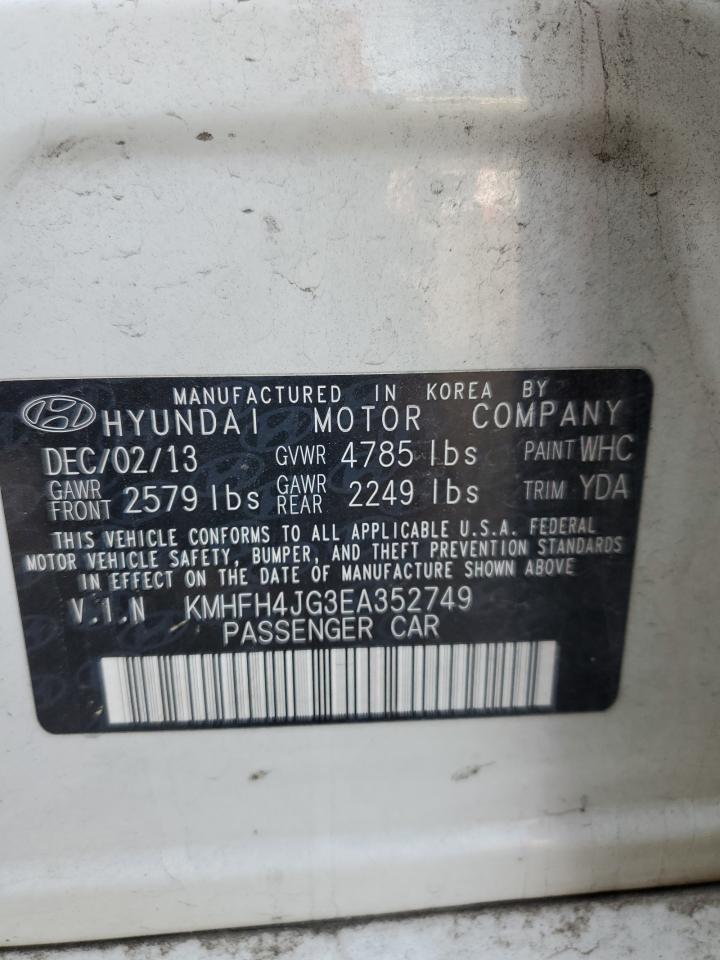 MANUFACTURED IN KOREA BY
HYUNDAI MOTOR COMPANY
DEC/02/13 GVWR 4785 lbs PAINT WHC
GAWR FRONT 2579 lbs GAWR REAR 2249 lbs TRIM YDA
THIS VEHICLE CONFORMS TO ALL APPLICABLE U.S.A. FEDERAL
MOTOR VEHICLE SAFETY, BUMPER, AND THEFT PREVENTION STANDARDS
IN EFFECT ON THE DATE OF MANUFACTURE SHOWN ABOVE
V.I.N KMHFH4JG3EA352749
PASSENGER CAR